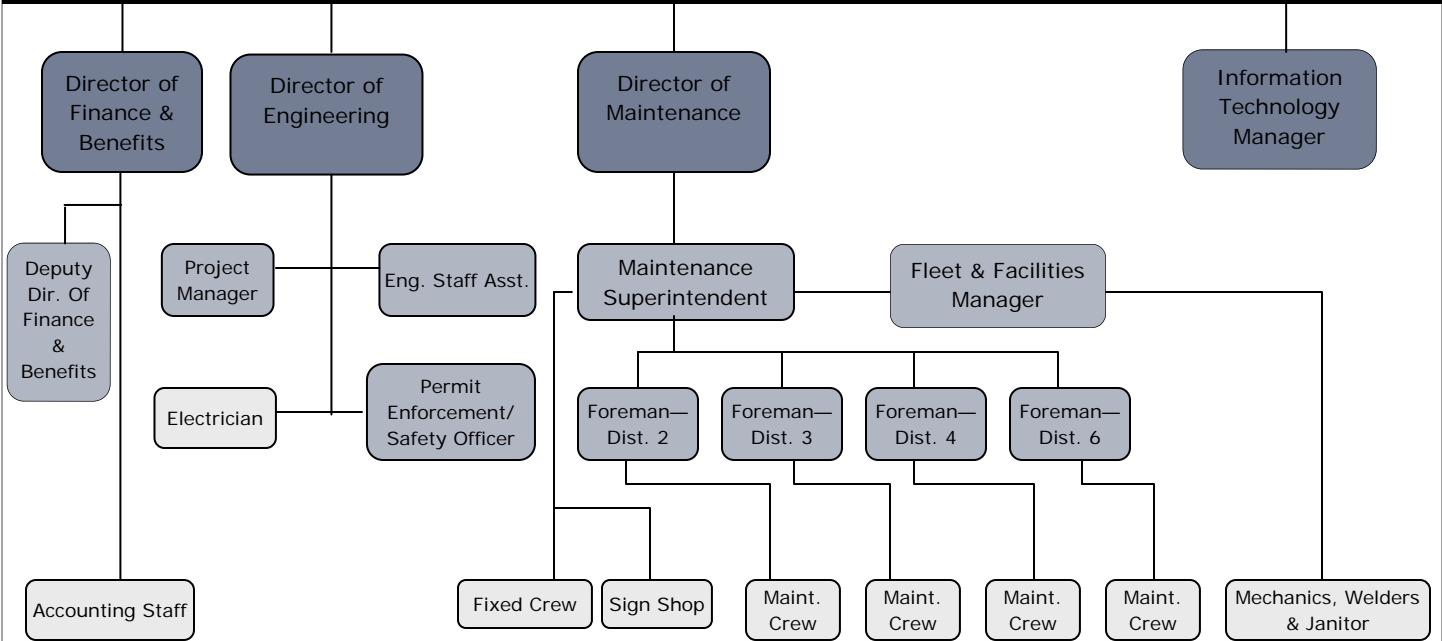 Director of
Finance &
Benefits
Director of
Engineering
Director of
Maintenance
Information
Technology
Manager
Deputy
Dir. Of
Finance
&
Benefits
Project
Manager
Eng. Staff Asst.
Maintenance
Superintendent
Fleet & Facilities
Manager
Electrician
Permit
Enforcement/
Safety Officer
Foreman—
Dist. 2
Foreman—
Dist. 3
Foreman—
Dist. 4
Foreman—
Dist. 6
Accounting Staff
Fixed Crew
Sign Shop
Maint.
Crew
Maint.
Crew
Maint.
Crew
Maint.
Crew
Mechanics, Welders
& Janitor